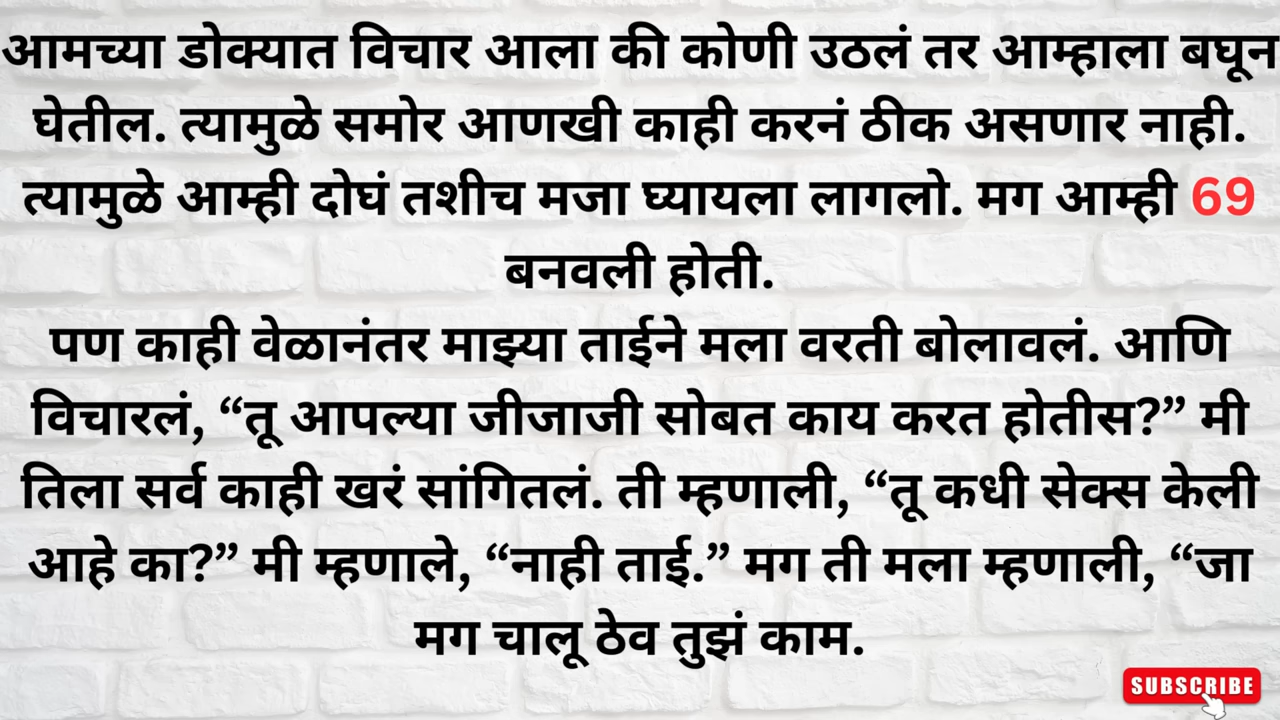 आमच्या डोक्यात विचार आला की कोणी उठलं तर आम्हाला बघून
घेतील. त्यामुळे समोर आणखी काही करनं ठीक असणार नाही.
त्यामुळे आम्ही दोघं तशीच मजा घ्यायला लागलो. मग आम्ही 69
बनवली होती.
पण काही वेळानंतर माझ्या ताईने मला वरती बोलावलं. आणि
विचारलं, “तू आपल्या जीजाजी सोबत काय करत होतीस?” मी
तिला सर्व काही खरं सांगितलं. ती म्हणाली, “तू कधी सेक्स केली
आहे का?” मी म्हणाले, “नाही ताई.” मग ती मला म्हणाली, “जा
मग चालू ठेव तुझं काम.
SUBSCRIBE